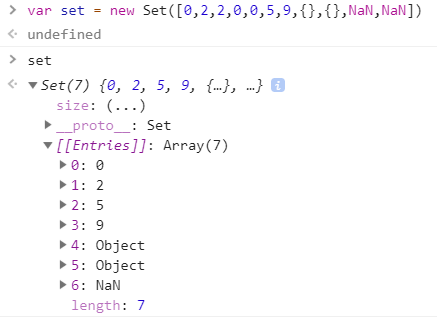 > var set = new Set([0,2,2,0,0,5,9,{},{},NaN,NaN])
undefined
> set
Set(7) {0, 2, 5, 9, {…}, …} i
size: (...)
__proto__: Set
[[Entries]]: Array(7)
0: 0
1: 2
2: 5
3: 9
4: Object
5: Object
6: NaN
length: 7